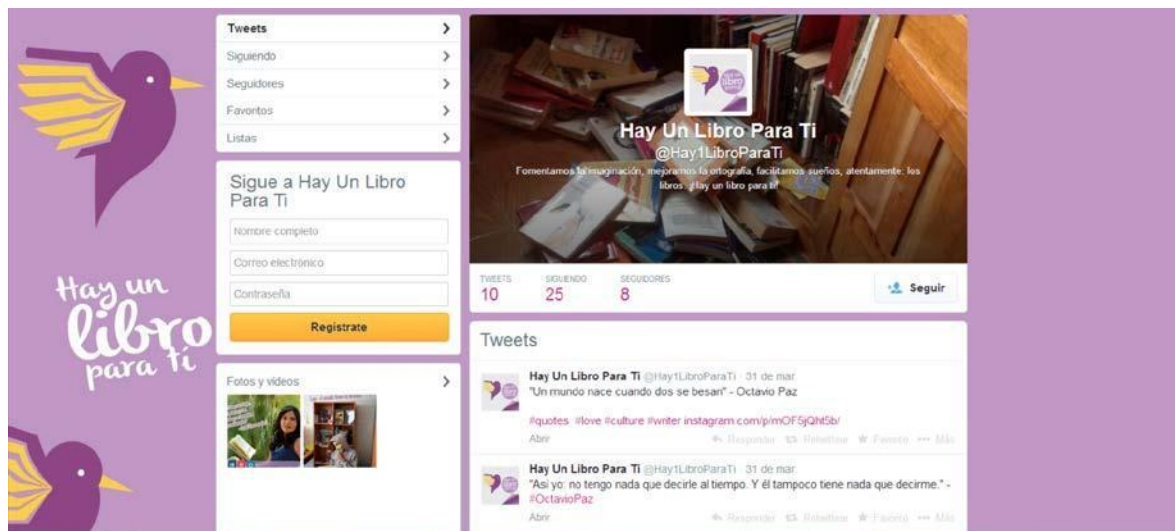 Hay un
libro
para ti
Tweets
Siguiendo
Seguidores
Favoritos
Listas
Sigue a Hay Un Libro
Para Ti
Nombre completo
Correo electrónico
Contraseña
Registrate
Fotos y videos
Hay Un Libro Para Ti
@Hay1LibroParaTi
Fomentamos la imaginación, mejoramos la ortografía, facilitamos sueños, atentamente: los
libros. ¡Hay un libro para ti!
TWEETS
10
SIGUIENDO
25
SEGUIDORES
8
Seguir
Tweets
Hay Un Libro Para Ti @Hay1LibroParaTi · 31 de mar
"Un mundo nace cuando dos se besan" - Octavio Paz
#quotes #love #culture #writer instagram.com/p/mOF5jQht5b/
Abrir Responder Retwittear Favorito Más
Hay Un Libro Para Ti @Hay1LibroParaTi · 31 de mar
"Asi yo: no tengo nada que decirle al tiempo. Y él tampoco tiene nada que decirme." -
#OctavioPaz
Abrir Responder Retwittear Favorito Más